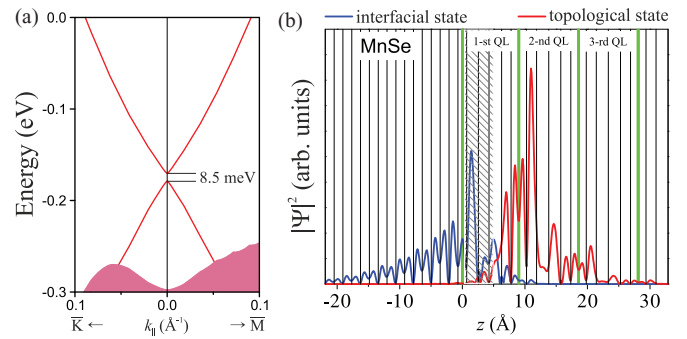 (a)
0.0
-0.1
-0.2
-0.3
Energy (eV)
8.5 meV
0.1
0.0
0.1
K̅ ←
k∥ (Å⁻¹)
→ M̅
(b)
interfacial state
topological state
MnSe
1-st QL
2-nd QL
3-rd QL
|Ψ|² (arb. units)
-20
-10
0
10
20
30
z (Å)